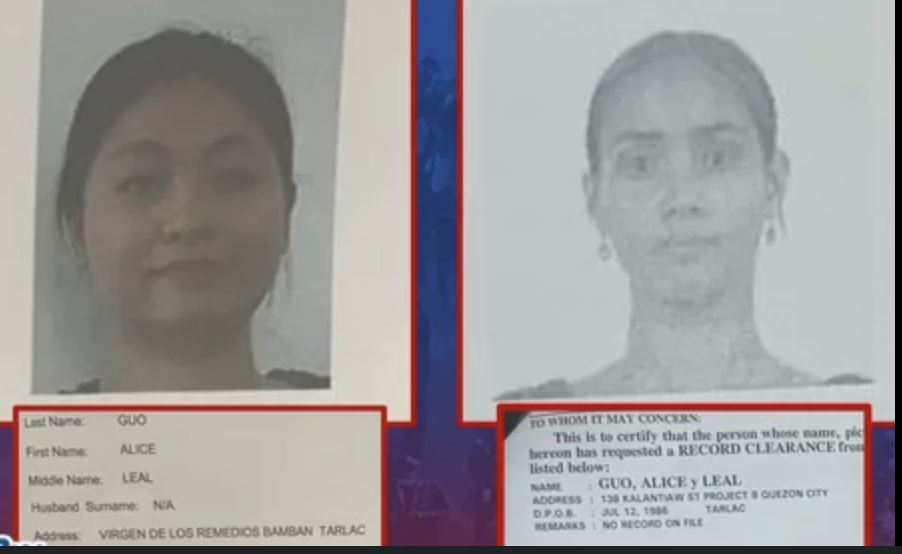 Last Name: GUO
First Name: ALICE
Middle Name: LEAL
Husband Surname: N/A
Address: VIRGEN DE LOS REMEDIOS BAMBAN TARLAC
TO WHOM IT MAY CONCERN:
This is to certify that the person whose name, pic
hereon has requested a RECORD CLEARANCE from
listed below:
NAME : GUO, ALICE y LEAL
ADDRESS : 138 KALANTIAW ST PROJECT 8 QUEZON CITY
D.P.O.B. : JUL 12, 1986 TARLAC
REMARKS : NO RECORD ON FILE